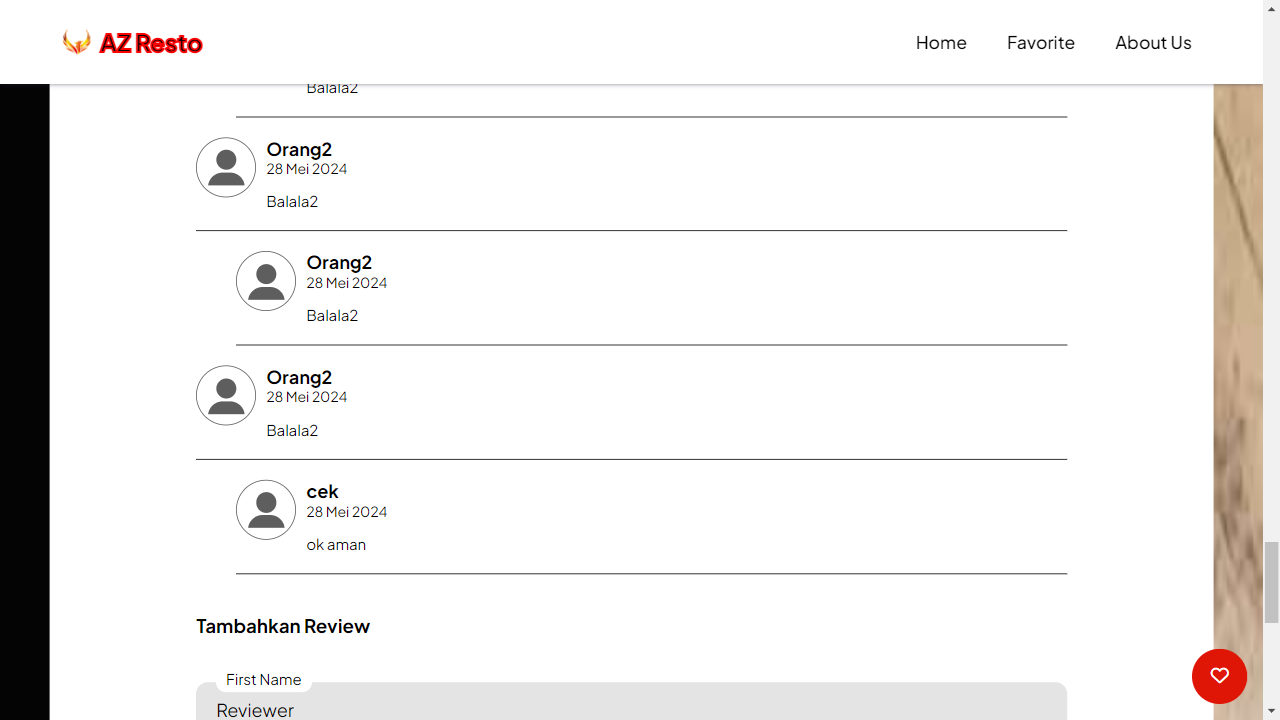 AZ Resto
Home
Favorite
About Us
Balala2
Orang2
28 Mei 2024
Balala2
Orang2
28 Mei 2024
Balala2
Orang2
28 Mei 2024
Balala2
cek
28 Mei 2024
ok aman
Tambahkan Review
First Name
Reviewer